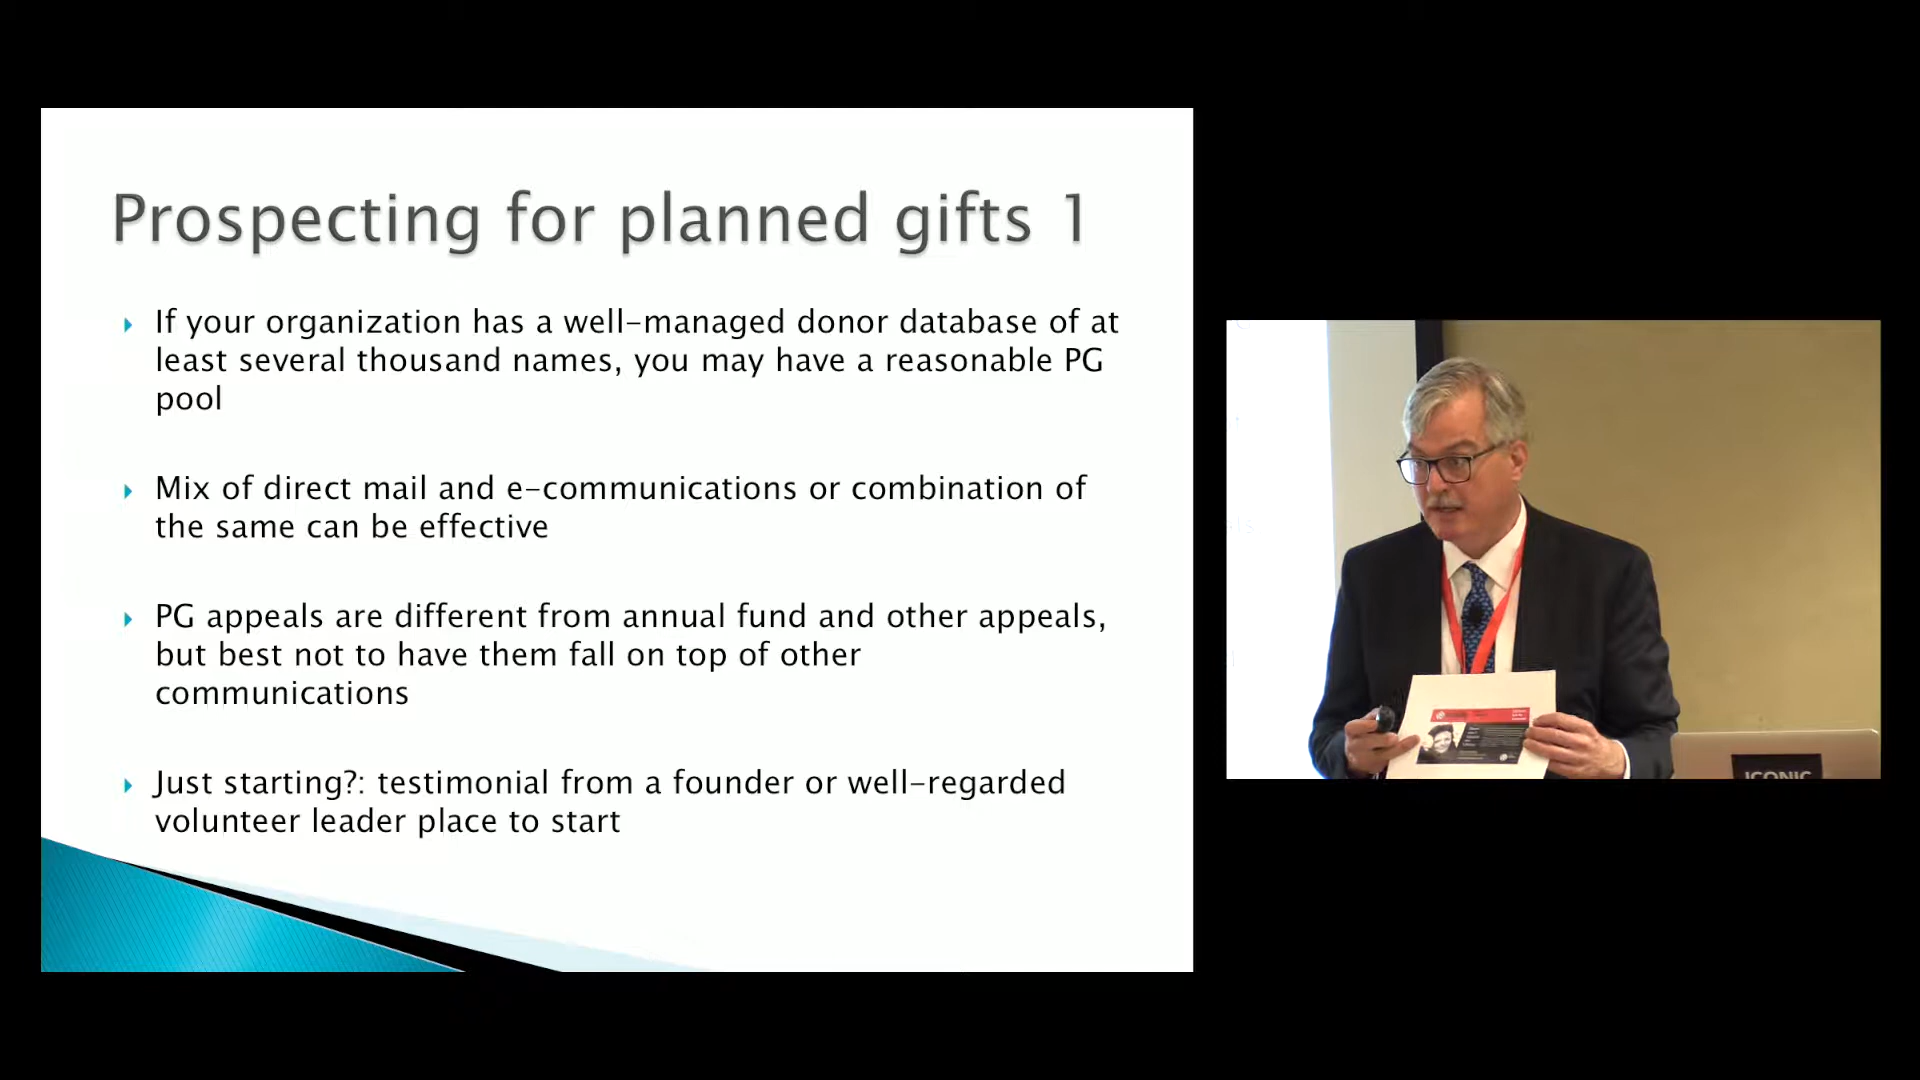 Prospecting for planned gifts 1
If your organization has a well-managed donor database of at
least several thousand names, you may have a reasonable PG
pool
Mix of direct mail and e-communications or combination of
the same can be effective
PG appeals are different from annual fund and other appeals,
but best not to have them fall on top of other
communications
Just starting?: testimonial from a founder or well-regarded
volunteer leader place to start
ICONIC